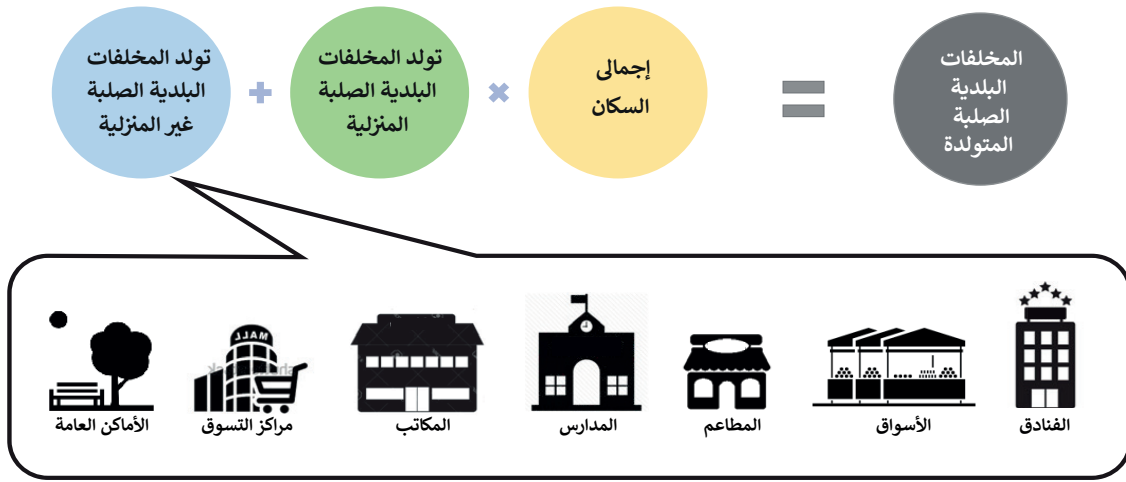 تولد المخلفات
البلدية الصلبة
غير المنزلية
+
تولد المخلفات
البلدية الصلبة
المنزلية
×
إجمالى
السكان
=
المخلفات
البلدية
الصلبة
المتولدة
MALL
الفنادق
الأسواق
المطاعم
المدارس
المكاتب
مراكز التسوق
الأماكن العامة